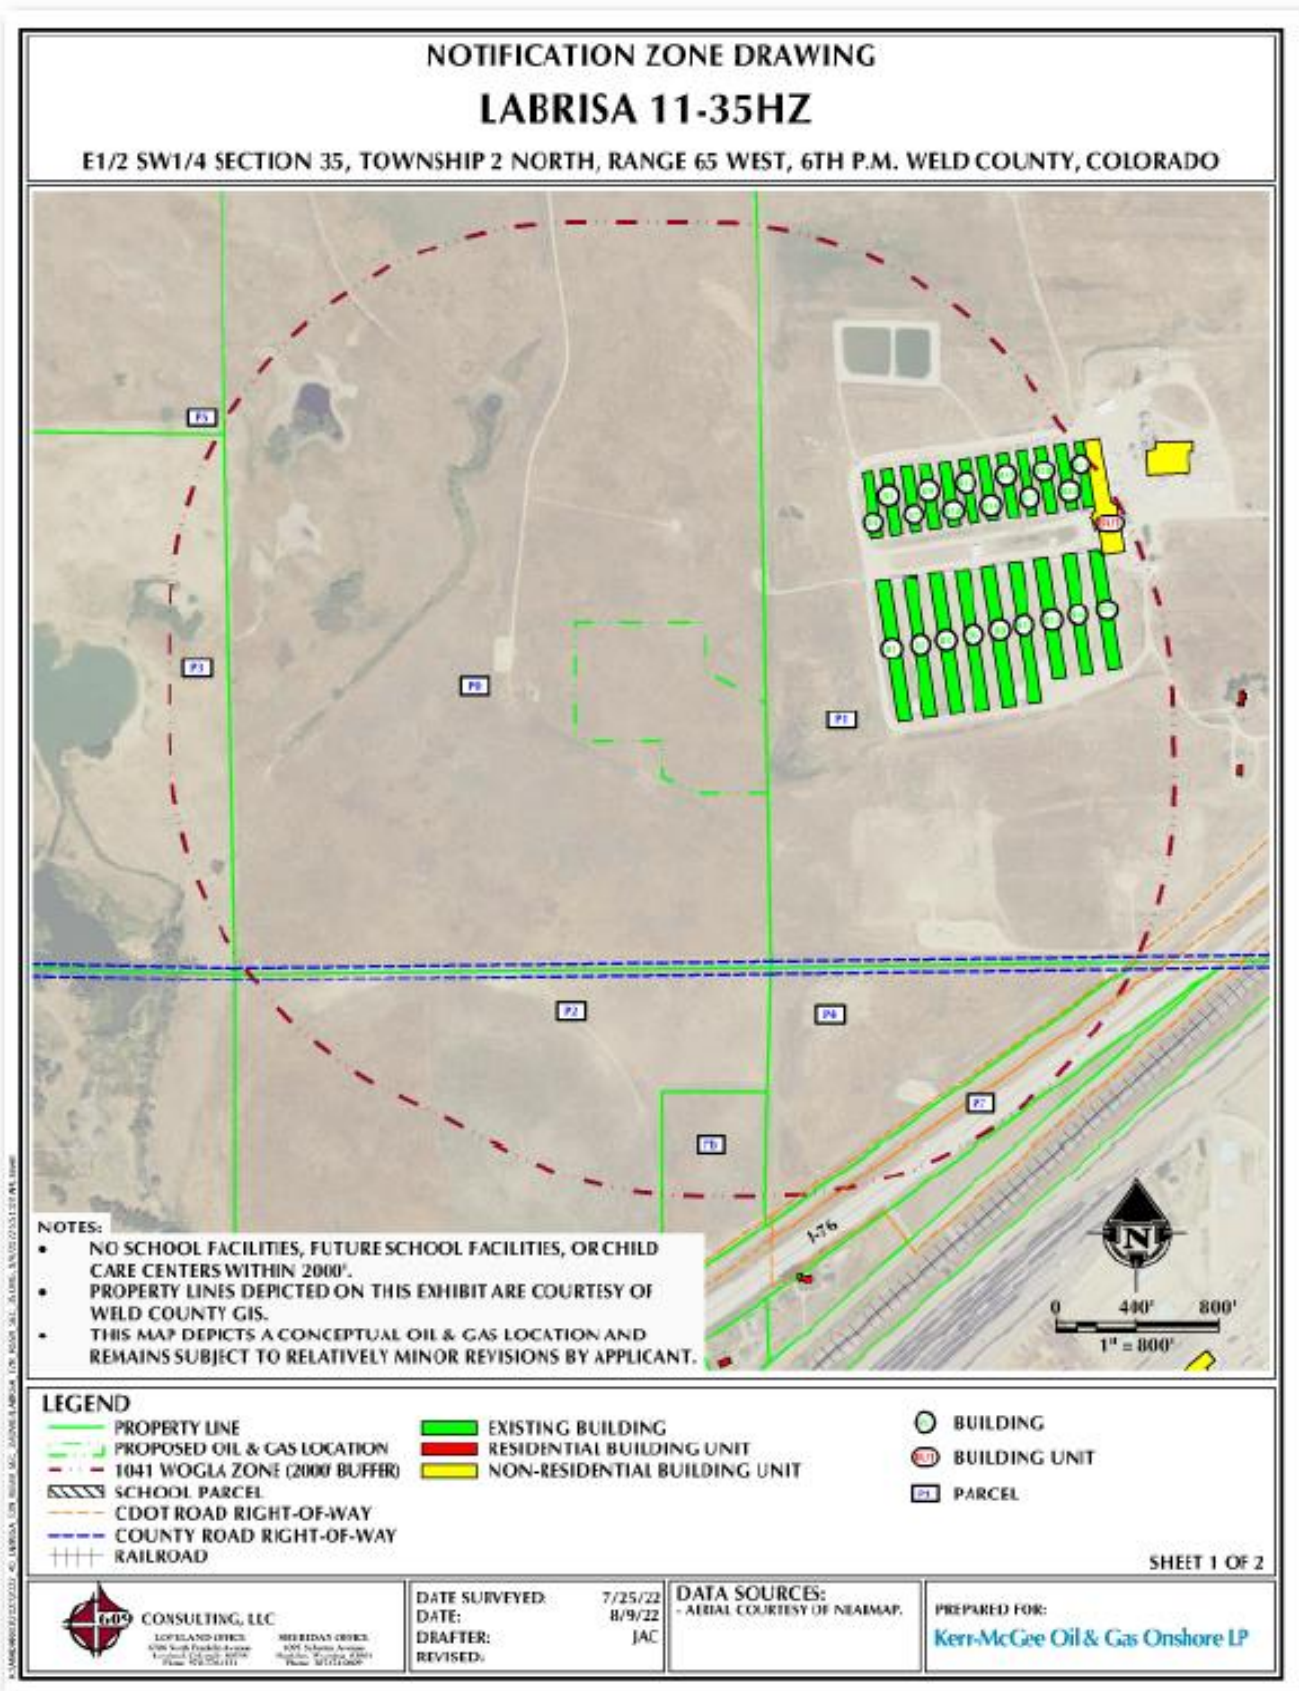 NOTIFICATION ZONE DRAWING
LABRISA 11-35HZ
E1/2 SW1/4 SECTION 35, TOWNSHIP 2 NORTH, RANGE 65 WEST, 6TH P.M. WELD COUNTY, COLORADO
P5
P3
P0
P1
P2
P4
P7
P6
I-76
N
0 400' 800'
1" = 800'
NOTES:
• NO SCHOOL FACILITIES, FUTURE SCHOOL FACILITIES, OR CHILD
CARE CENTERS WITHIN 2000'.
• PROPERTY LINES DEPICTED ON THIS EXHIBIT ARE COURTESY OF
WELD COUNTY GIS.
• THIS MAP DEPICTS A CONCEPTUAL OIL & GAS LOCATION AND
REMAINS SUBJECT TO RELATIVELY MINOR REVISIONS BY APPLICANT.
LEGEND
PROPERTY LINE
PROPOSED OIL & GAS LOCATION
1041 WOGLA ZONE (2000' BUFFER)
SCHOOL PARCEL
CDOT ROAD RIGHT-OF-WAY
COUNTY ROAD RIGHT-OF-WAY
RAILROAD
EXISTING BUILDING
RESIDENTIAL BUILDING UNIT
NON-RESIDENTIAL BUILDING UNIT
BUILDING
BUILDING UNIT
P1 PARCEL
SHEET 1 OF 2
609 CONSULTING, LLC
LOVELAND OFFICE
SHERIDAN OFFICE
DATE SURVEYED: 7/25/22
DATE: 8/9/22
DRAFTER: JAC
REVISED:
DATA SOURCES:
- AERIAL COURTESY OF NEARMAP.
PREPARED FOR:
Kerr-McGee Oil & Gas Onshore LP